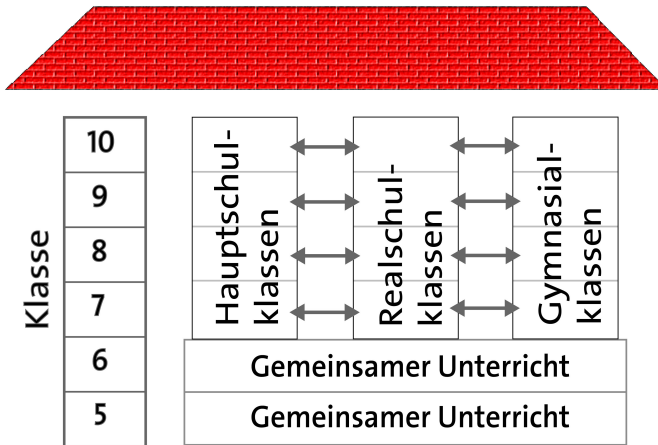 Klasse
10
9
8
7
6
5
Hauptschul-
klassen
Realschul-
klassen
Gymnasial-
klassen
Gemeinsamer Unterricht
Gemeinsamer Unterricht